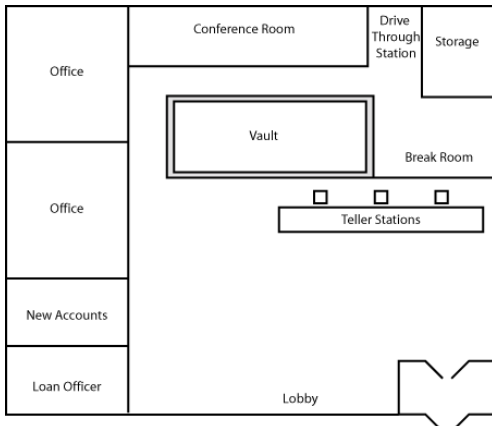 Conference Room
Drive
Through
Station
Storage
Office
Vault
Break Room
Office
Teller Stations
New Accounts
Loan Officer
Lobby